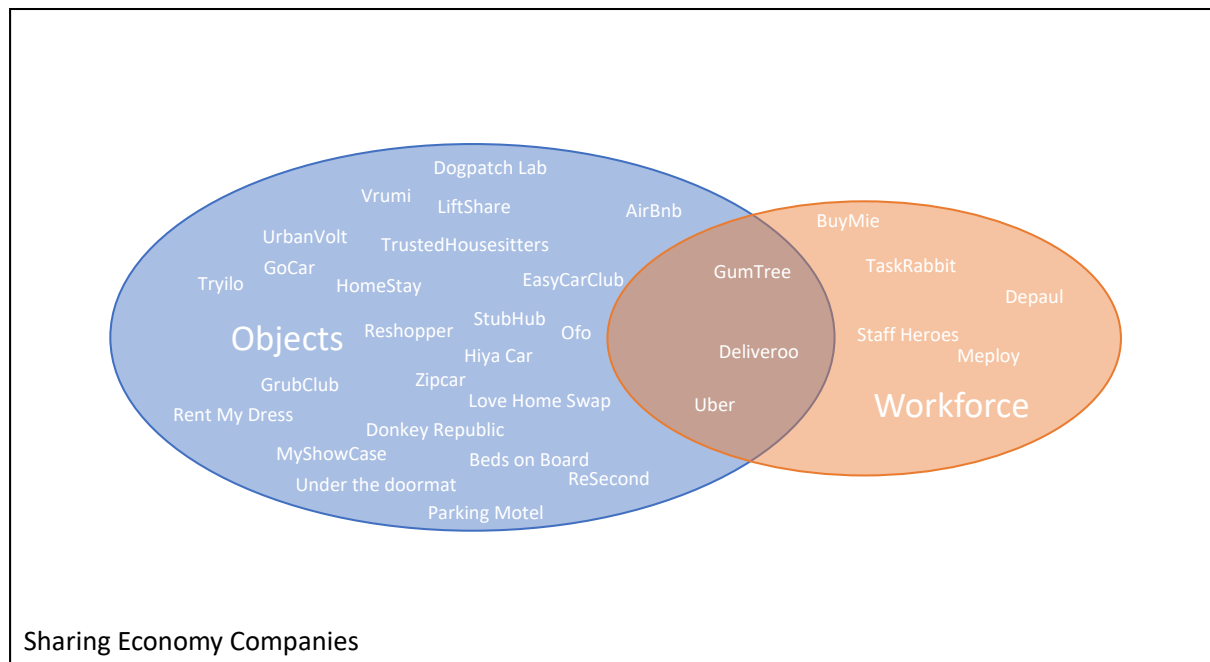 Dogpatch Lab
Vrumi
LiftShare
AirBnb
BuyMie
UrbanVolt
TrustedHousesitters
GoCar
TaskRabbit
GumTree
Tryilo
HomeStay
EasyCarClub
Depaul
StubHub
Reshopper
Ofo
Staff Heroes
Objects
Hiya Car
Deliveroo
Meploy
GrubClub
Zipcar
Love Home Swap
Uber
Workforce
Rent My Dress
Donkey Republic
MyShowCase
Beds on Board
Under the doormat
ReSecond
Parking Motel
Sharing Economy Companies